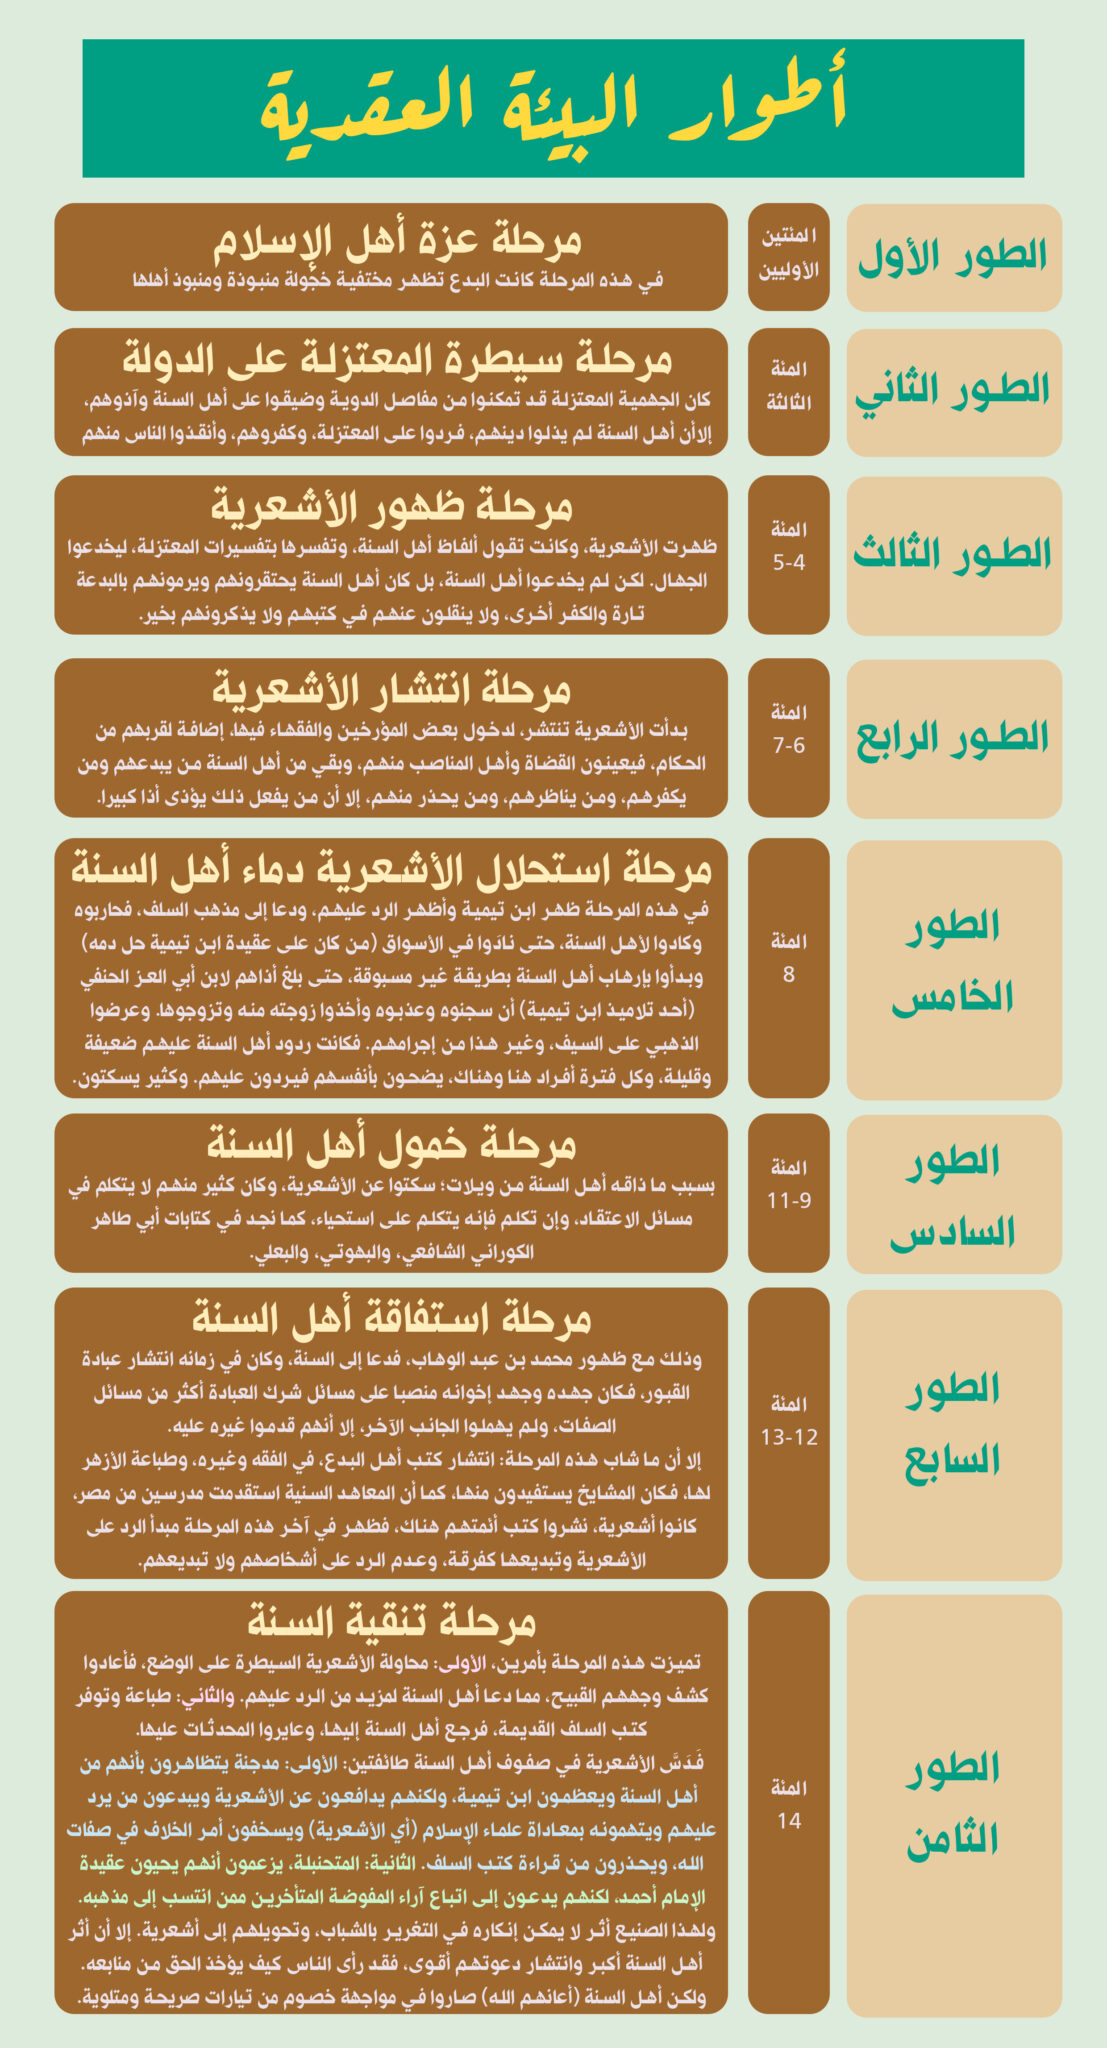 أطوار البيئة العقدية
الطور الأول
المئتين
الأوليين
مرحلة عزة أهل الإسلام
في هذه المرحلة كانت البدع تظهر مختفية خجولة منبوذة ومنبوذ أهلها
الطور الثاني
المئة
الثالثة
مرحلة سيطرة المعتزلة على الدولة
كان الجهمية المعتزلة قد تمكنوا من مفاصل الدوية وضيقوا على أهل السنة وآذوهم،
إلاأن أهل السنة لم يذلوا دينهم، فردوا على المعتزلة، وكفروهم، وأنقذوا الناس منهم
الطور الثالث
المئة
5-4
مرحلة ظهور الأشعرية
ظهرت الأشعرية، وكانت تقول ألفاظ أهل السنة، وتفسرها بتفسيرات المعتزلة، ليخدعوا
الجهال. لكن لم يخدعوا أهل السنة، بل كان أهل السنة يحتقرونهم ويرمونهم بالبدعة
تارة والكفر أخرى، ولا ينقلون عنهم في كتبهم ولا يذكرونهم بخير.
الطور الرابع
المئة
7-6
مرحلة انتشار الأشعرية
بدأت الأشعرية تنتشر، لدخول بعض المؤرخين والفقهاء فيها، إضافة لقربهم من
الحكام، فيعينون القضاة وأهل المناصب منهم، وبقي من أهل السنة من يبدعهم ومن
يكفرهم، ومن يناظرهم، ومن يحذر منهم، إلا أن من يفعل ذلك يؤذى أذا كبيرا.
الطور
الخامس
المئة
8
مرحلة استحلال الأشعرية دماء أهل السنة
في هذه المرحلة ظهر ابن تيمية وأظهر الرد عليهم، ودعا إلى مذهب السلف، فحاربوه
وكادوا لأهل السنة، حتى نادَوا في الأسواق (من كان على عقيدة ابن تيمية حل دمه)
وبدأوا بإرهاب أهل السنة بطريقة غير مسبوقة، حتى بلغ أذاهم لابن أبي العز الحنفي
(أحد تلاميذ ابن تيمية) أن سجنوه وعذبوه وأخذوا زوجته منه وتزوجوها. وعرضوا
الذهبي على السيف، وغير هذا من إجرامهم. فكانت ردود أهل السنة عليهم ضعيفة
وقليلة، وكل فترة أفراد هنا وهناك، يضحون بأنفسهم فيردون عليهم. وكثير يسكتون.
الطور
السادس
المئة
11-9
مرحلة خمول أهل السنة
بسبب ما ذاقه أهل السنة من ويلات؛ سكتوا عن الأشعرية، وكان كثير منهم لا يتكلم في
مسائل الاعتقاد، وإن تكلم فإنه يتكلم على استحياء، كما نجد في كتابات أبي طاهر
الكوراني الشافعي، والبهوتي، والبعلي.
الطور
السابع
المئة
13-12
مرحلة استفاقة أهل السنة
وذلك مع ظهور محمد بن عبد الوهاب، فدعا إلى السنة، وكان في زمانه انتشار عبادة
القبور، فكان جهده وجهد إخوانه منصبا على مسائل شرك العبادة أكثر من مسائل
الصفات، ولم يهملوا الجانب الآخر، إلا أنهم قدموا غيره عليه.
إلا أن ما شاب هذه المرحلة: انتشار كتب أهل البدع، في الفقه وغيره، وطباعة الأزهر
لها، فكان المشايخ يستفيدون منها، كما أن المعاهد السنية استقدمت مدرسين من مصر،
كانوا أشعرية، نشروا كتب أئمتهم هناك، فظهر في آخر هذه المرحلة مبدأ الرد على
الأشعرية وتبديعها كفرقة، وعدم الرد على أشخاصهم ولا تبديعهم.
الطور
الثامن
المئة
14
مرحلة تنقية السنة
تميزت هذه المرحلة بأمرين، الأولى: محاولة الأشعرية السيطرة على الوضع، فأعادوا
كشف وجههم القبيح، مما دعا أهل السنة لمزيد من الرد عليهم. والثاني: طباعة وتوفر
كتب السلف القديمة، فرجع أهل السنة إليها، وعايروا المحدثات عليها.
فَدَسَّ الأشعرية في صفوف أهل السنة طائفتين: الأولى: مدجنة يتظاهرون بأنهم من
أهل السنة ويعظمون ابن تيمية، ولكنهم يدافعون عن الأشعرية ويبدعون من يرد
عليهم ويتهمونه بمعاداة علماء الإسلام (أي الأشعرية) ويسخفون أمر الخلاف في صفات
الله، ويحذرون من قراءة كتب السلف. الثانية: المتحنبلة، يزعمون أنهم يحيون عقيدة
الإمام أحمد، لكنهم يدعون إلى اتباع آراء المفوضة المتأخرين ممن انتسب إلى مذهبه.
ولهذا الصنيع أثر لا يمكن إنكاره في التغرير بالشباب، وتحويلهم إلى أشعرية. إلا أن أثر
أهل السنة أكبر وانتشار دعوتهم أقوى، فقد رأى الناس كيف يؤخذ الحق من منابعه.
ولكن أهل السنة (أعانهم الله) صاروا في مواجهة خصوم من تيارات صريحة ومتلوية.